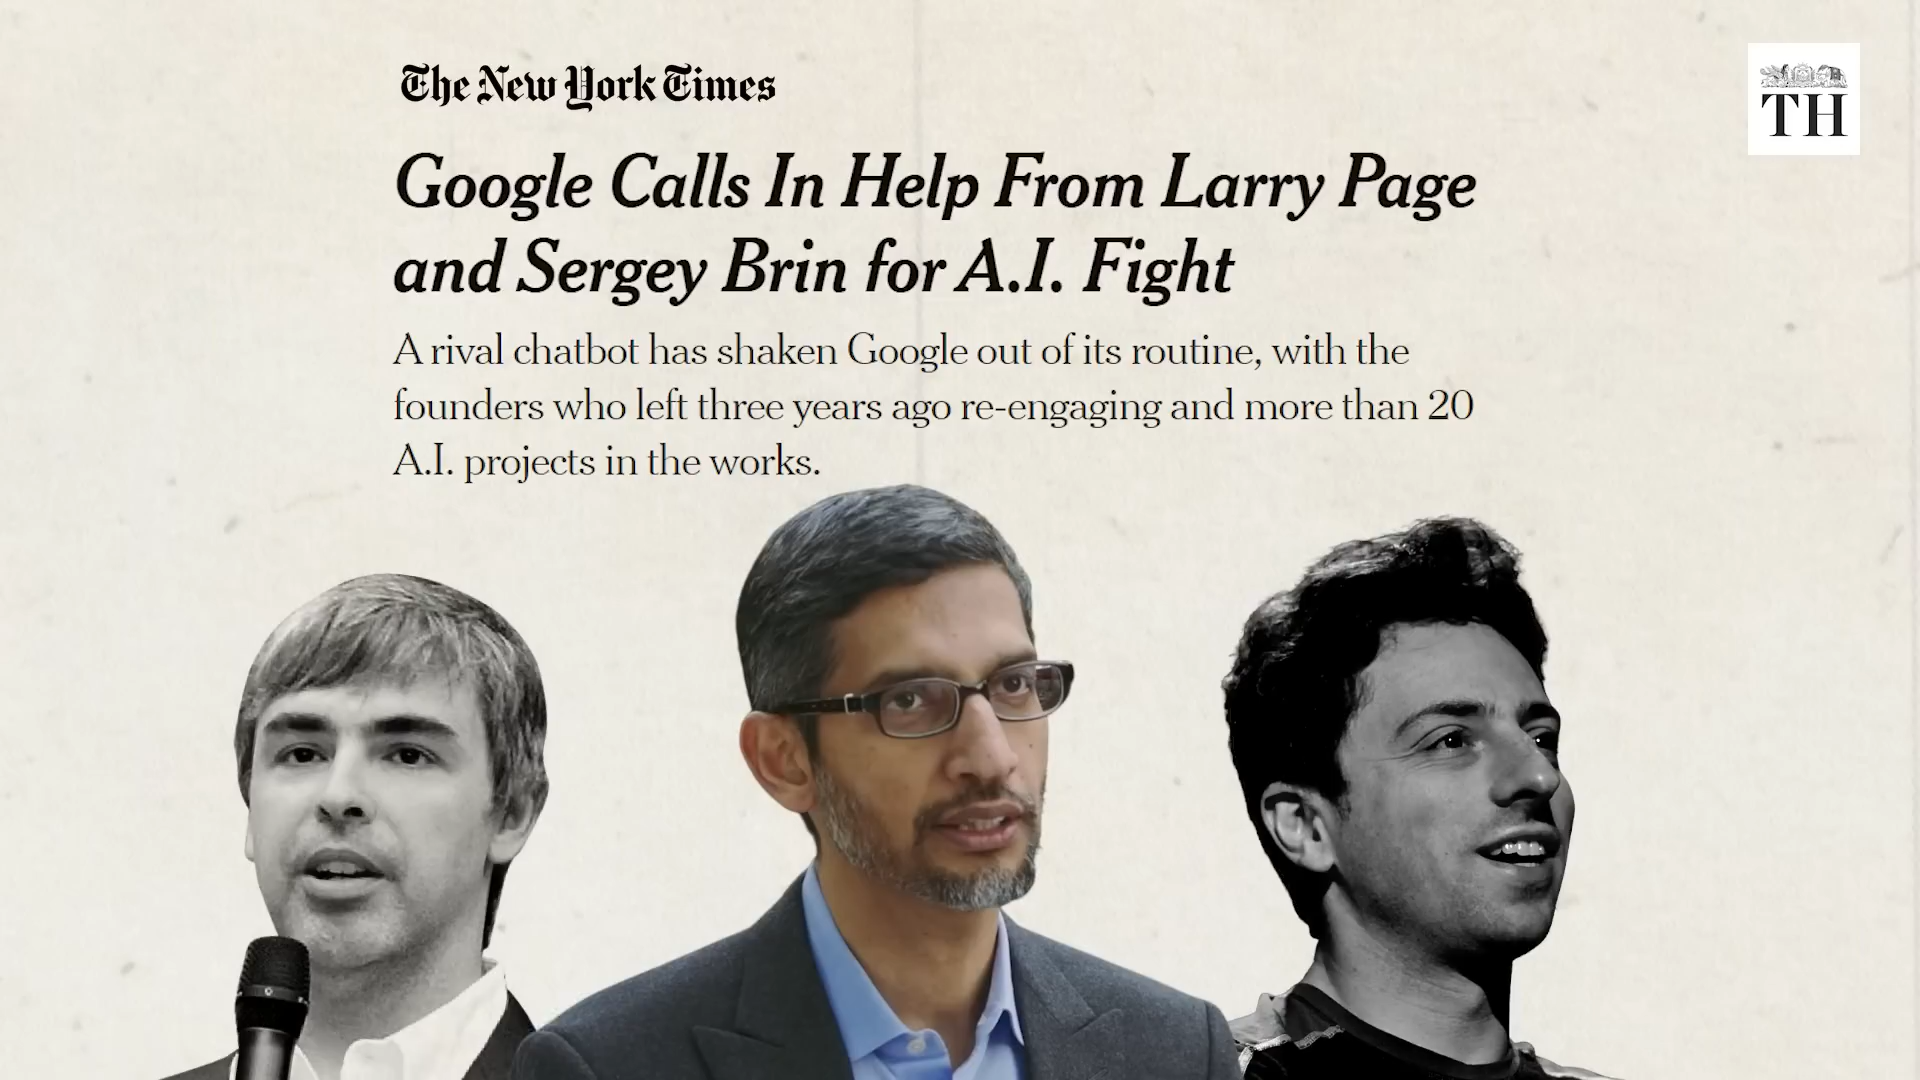 The New York Times
TH
Google Calls In Help From Larry Page
and Sergey Brin for A.I. Fight
A rival chatbot has shaken Google out of its routine, with the
founders who left three years ago re-engaging and more than 20
A.I. projects in the works.